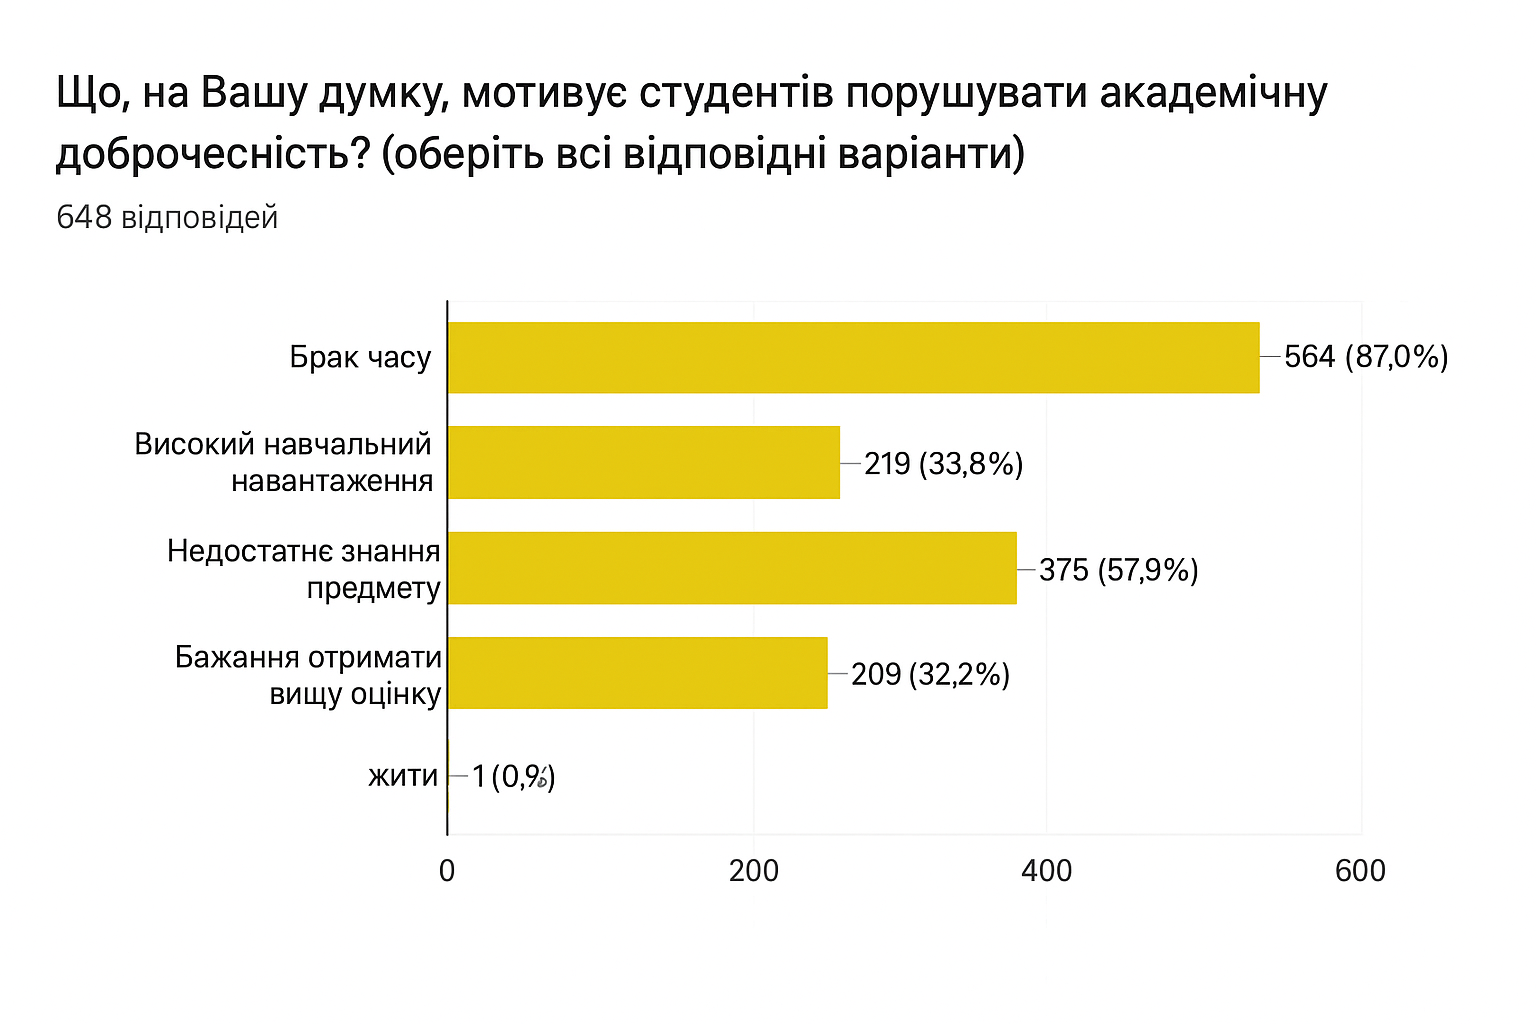 Що, на Вашу думку, мотивує студентів порушувати академічну
доброчесність? (оберіть всі відповідні варіанти)
648 відповідей
Брак часу
564 (87,0%)
Високий навчальний
навантаження
219 (33,8%)
Недостатнє знання
предмету
375 (57,9%)
Бажання отримати
вищу оцінку
209 (32,2%)
жити
1
0
200
400
600